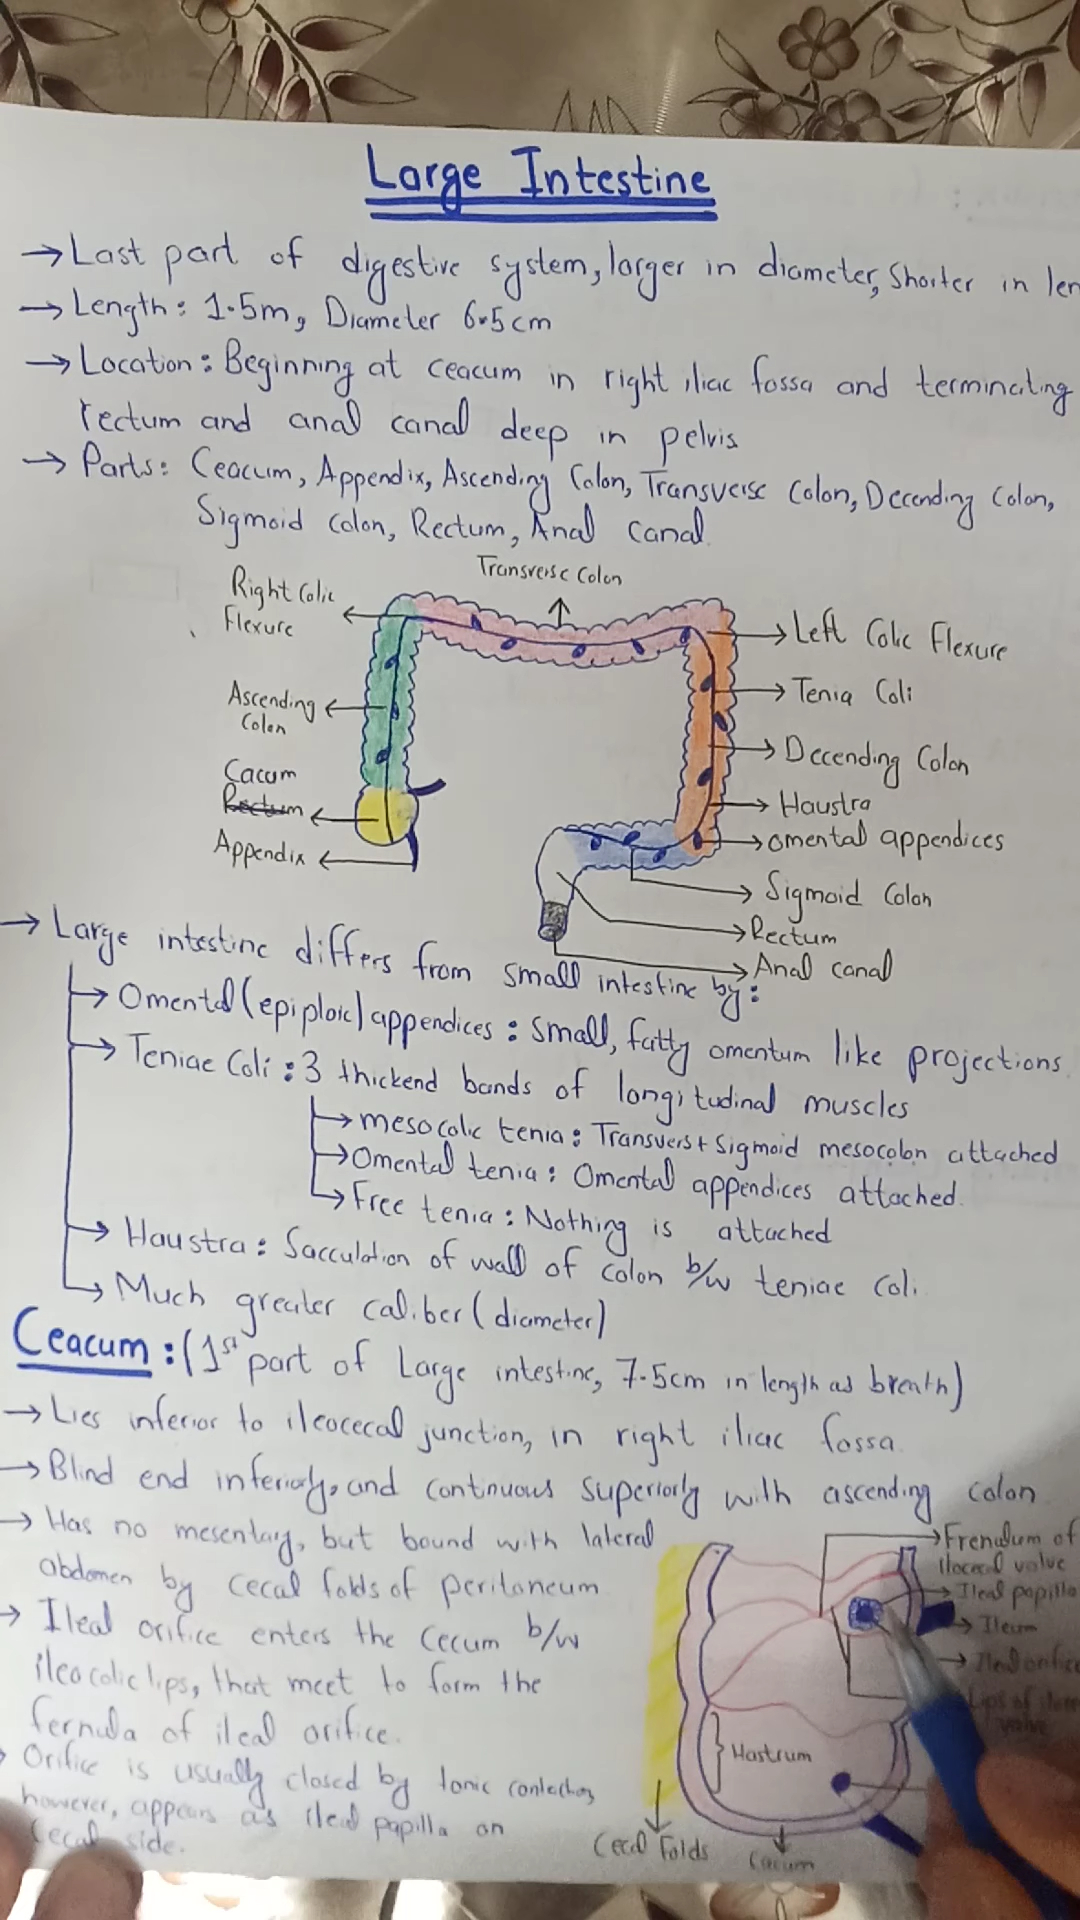 Large Intestine
→ Last part of digestive system, larger in diameter, Shorter in len
→ Length: 1.5m, Diameter 6.5cm
→ Location: Beginning at ceacum in right iliac fossa and terminating
rectum and anal canal deep in pelvis
→ Parts: Ceacum, Appendix, Ascending Colon, Transverse Colon, Decending Colon,
Sigmoid Colon, Rectum, Anal canal
Transverse Colon
Right Colic
Flexure
Left Colic Flexure
Tenia Coli
Ascending
Colon
Decending Colon
Cacum
Rectum
Haustra
Appendix
omental appendices
Sigmoid Colon
Rectum
Anal canal
→ Large intestine differs from small intestine by:
→ Omental (epiploic) appendices: Small, fatty omentum like projections
→ Teniae Coli: 3 thickend bands of longitudinal muscles
→ mesocolic tenia: Transvers + Sigmoid mesocolon attached
→ Omental tenia: Omental appendices attached
→ Free tenia: Nothing is attached
→ Haustra: Sacculation of wall of colon b/w teniae coli
→ Much greater caliber (diameter)
Ceacum: (1st part of Large intestine, 7.5cm in length as breath)
→ Lies inferior to ileocecal junction, in right iliac fossa
→ Blind end inferiorly, and continuous superiorly with ascending colon
→ Has no mesentary, but bound with lateral
abdomen by cecal folds of peritoneum
→ Ileal orifice enters the cecum b/w
ileocolic lips, that meet to form the
fernula of ileal orifice.
→ Orifice is usually closed by tonic
however, appears as ileal papilla on
Cecal side.
Frenulum of
Ileal papilla
Ileum
Hastrum
Cecal Folds
Cacum